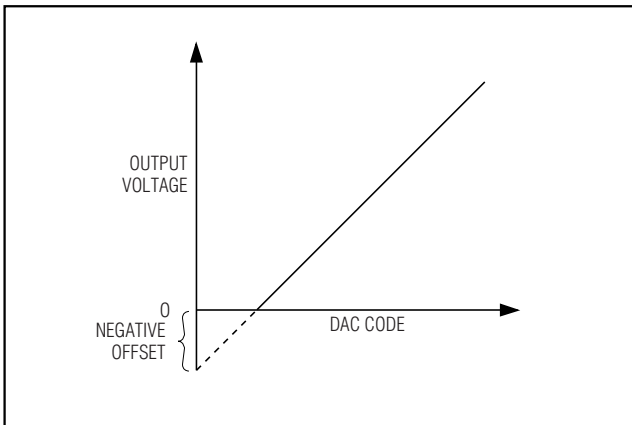 OUTPUT
VOLTAGE
0
NEGATIVE
OFFSET
DAC CODE